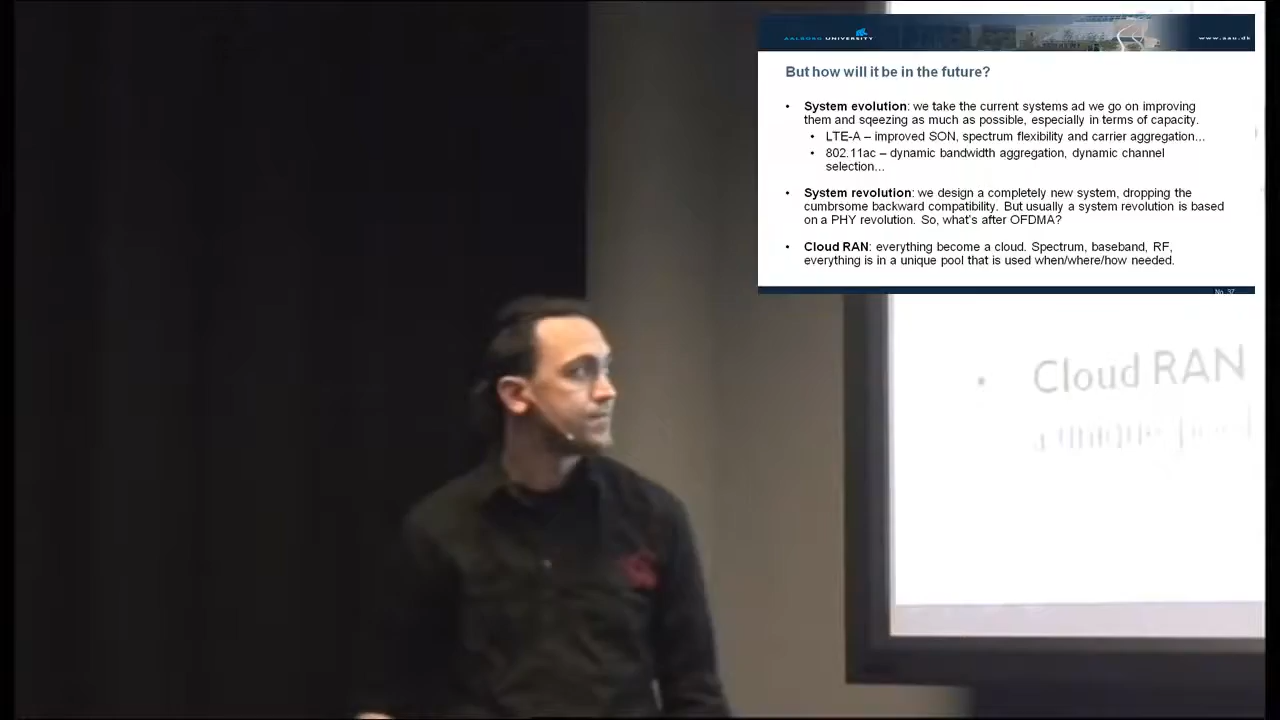 AALBORG UNIVERSITY
www.aau.dk
But how will it be in the future?
• System evolution: we take the current systems ad we go on improving
them and sqeezing as much as possible, especially in terms of capacity.
• LTE-A – improved SON, spectrum flexibility and carrier aggregation...
• 802.11ac – dynamic bandwidth aggregation, dynamic channel
selection...
• System revolution: we design a completely new system, dropping the
cumbrsome backward compatibility. But usually a system revolution is based
on a PHY revolution. So, what's after OFDMA?
• Cloud RAN: everything become a cloud. Spectrum, baseband, RF,
everything is in a unique pool that is used when/where/how needed.
No. 37
• Cloud RAN
a unique pool